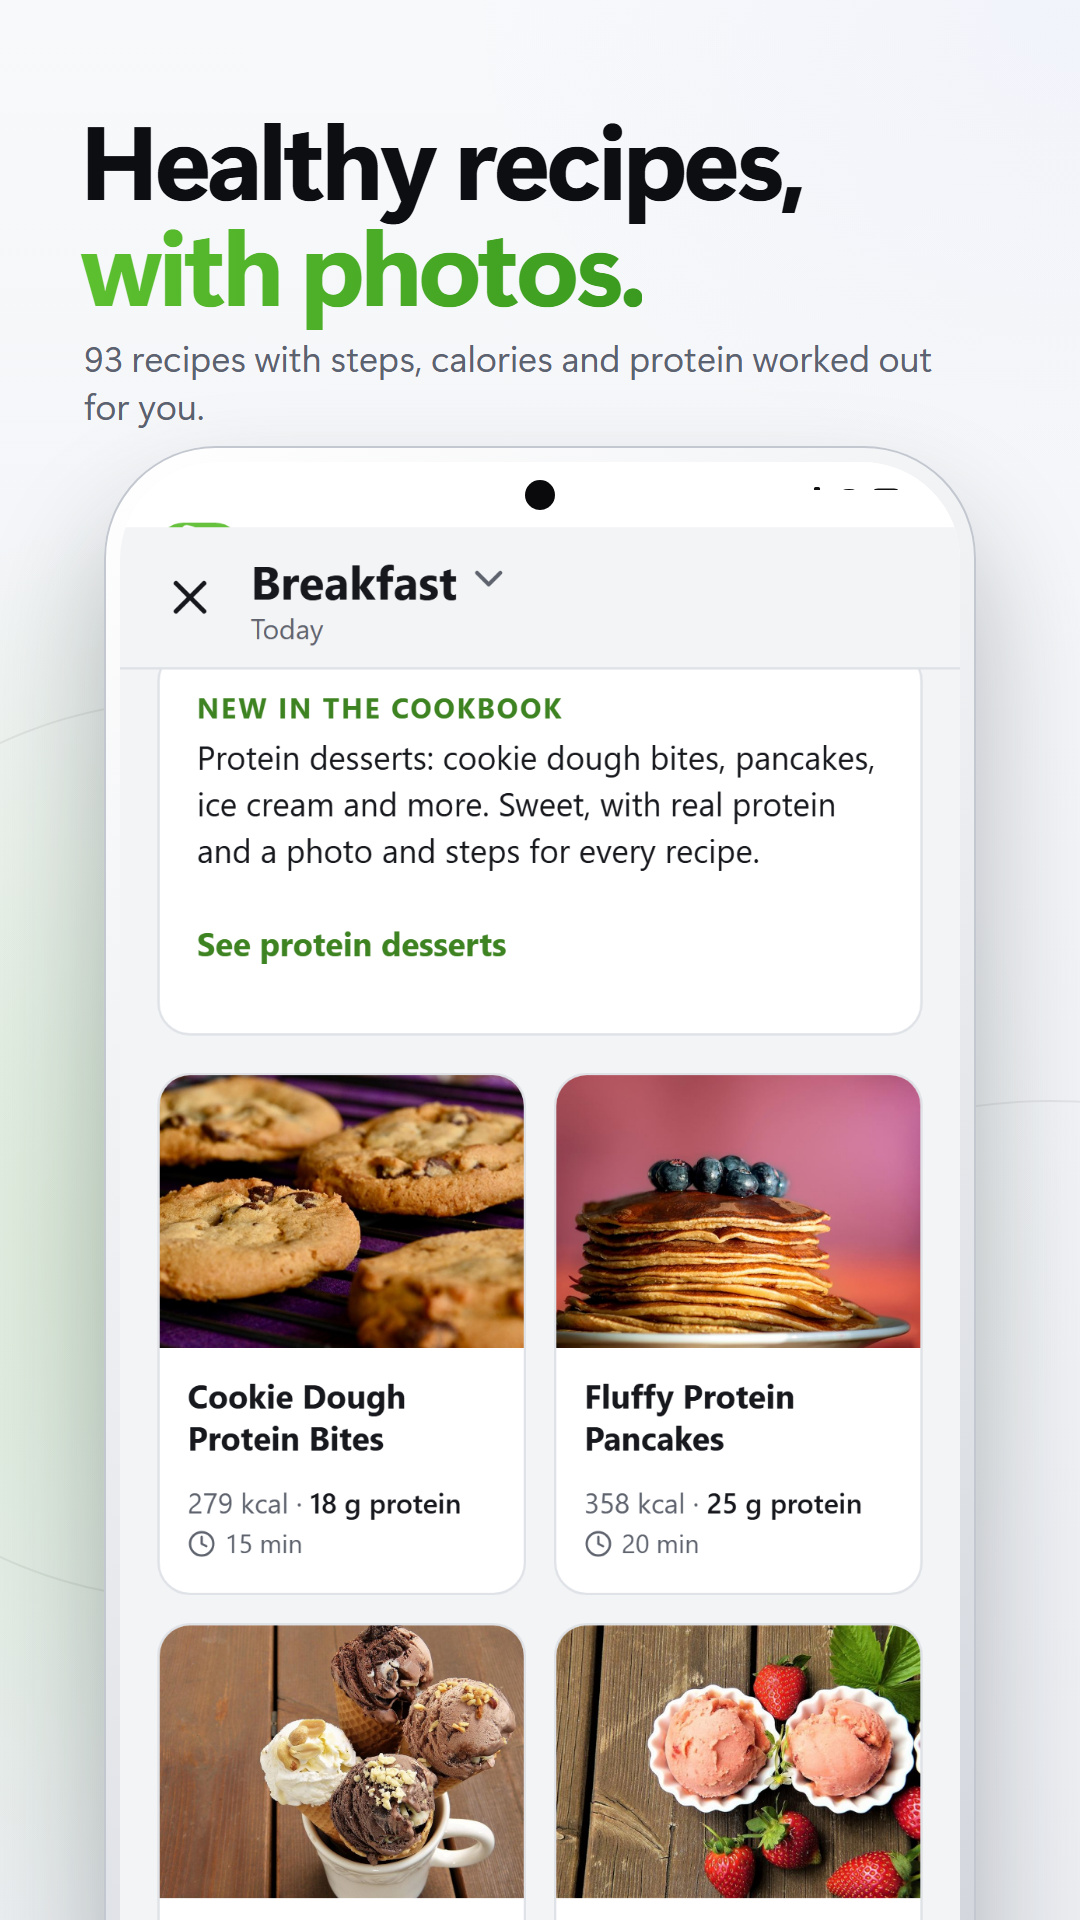 Healthy recipes,
with photos.
93 recipes with steps, calories and protein worked out
for you.
Breakfast
Today
NEW IN THE COOKBOOK
Protein desserts: cookie dough bites, pancakes,
ice cream and more. Sweet, with real protein
and a photo and steps for every recipe.
See protein desserts
Cookie Dough
Protein Bites
279 kcal · 18 g protein
15 min
Fluffy Protein
Pancakes
358 kcal · 25 g protein
20 min